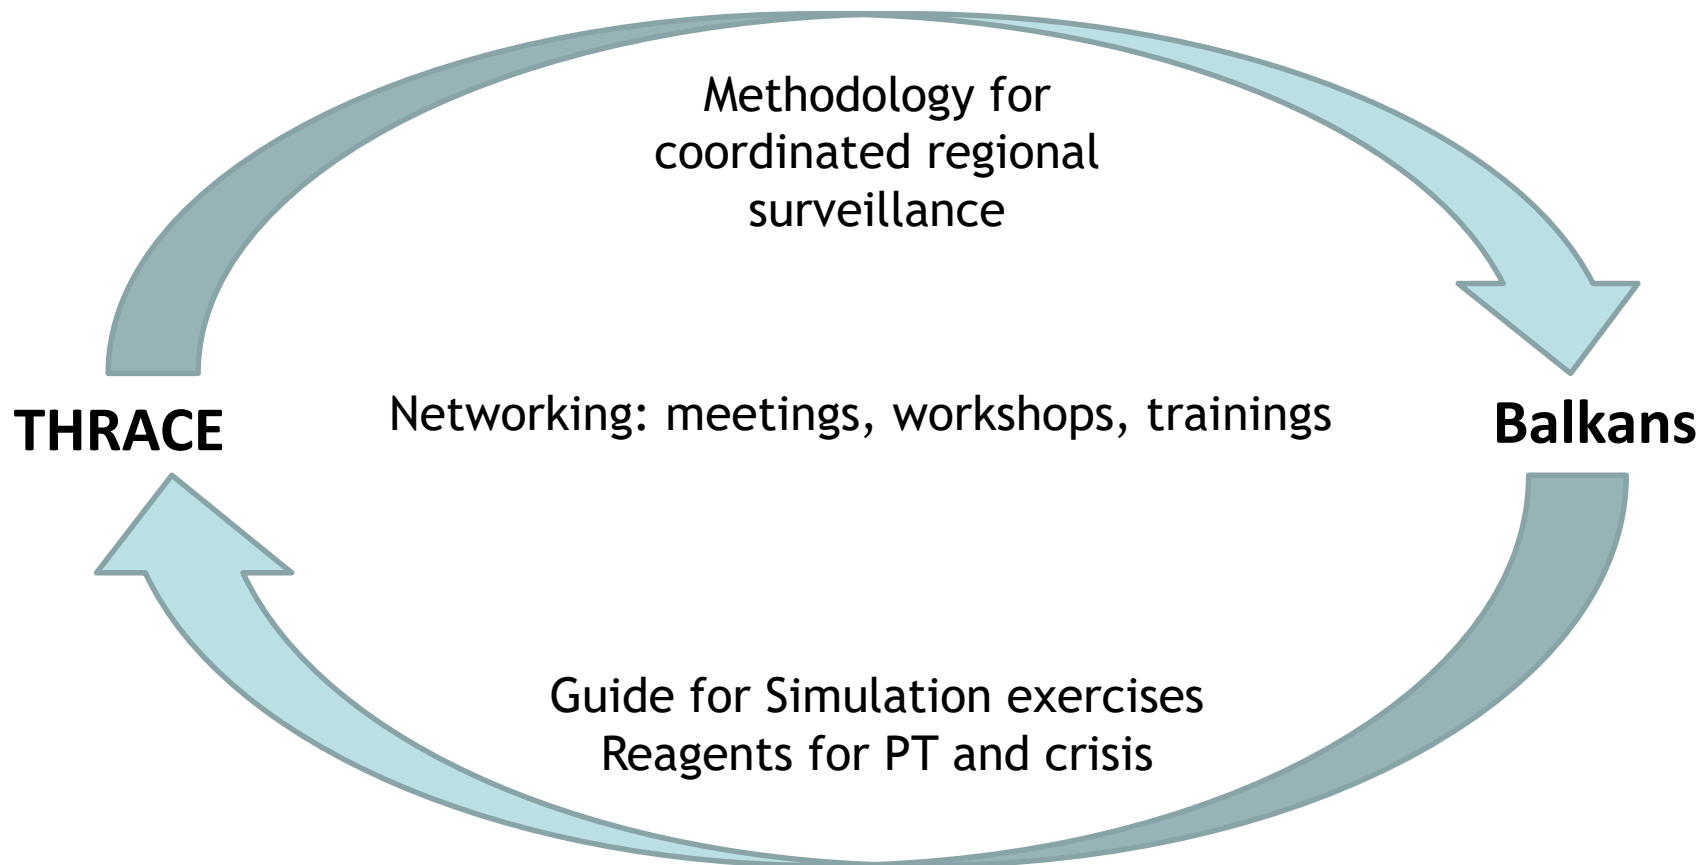 Methodology for
coordinated regional
surveillance
THRACE
Networking: meetings, workshops, trainings
Balkans
Guide for Simulation exercises
Reagents for PT and crisis